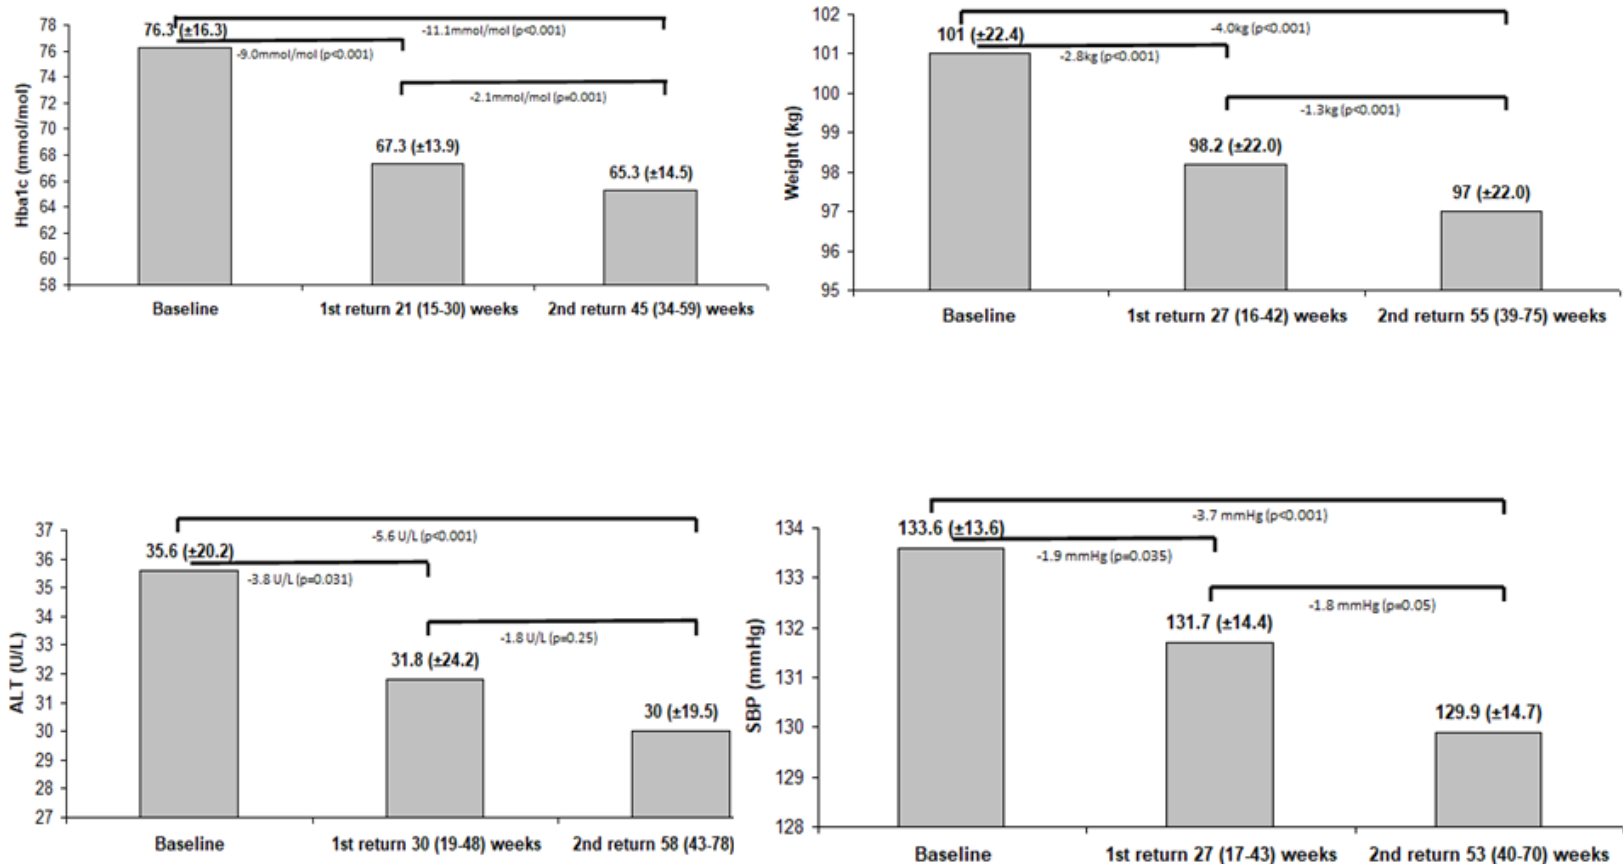 78
77
76
74
72
70
68
66
64
62
60
58
Hba1c (mmol/mol)
76.3 (±16.3)
-11.1mmol/mol (p<0.001)
-9.0mmol/mol (p<0.001)
-2.1mmol/mol (p=0.001)
67.3 (±13.9)
65.3 (±14.5)
Baseline
1st return 21 (15-30) weeks
2nd return 45 (34-59) weeks
102
101
100
99
98
97
96
95
Weight (kg)
101 (±22.4)
-4.0kg (p<0.001)
-2.8kg (p<0.001)
-1.3kg (p<0.001)
98.2 (±22.0)
97 (±22.0)
Baseline
1st return 27 (16-42) weeks
2nd return 55 (39-75) weeks
37
36
35
34
33
32
31
30
29
28
27
ALT (U/L)
35.6 (±20.2)
-5.6 U/L (p<0.001)
-3.8 U/L (p=0.031)
-1.8 U/L (p=0.25)
31.8 (±24.2)
30 (±19.5)
Baseline
1st return 30 (19-48) weeks
2nd return 58 (43-78)
134
133
132
131
130
129
128
SBP (mmHg)
133.6 (±13.6)
-3.7 mmHg (p<0.001)
-1.9 mmHg (p=0.035)
-1.8 mmHg (p=0.05)
131.7 (±14.4)
129.9 (±14.7)
Baseline
1st return 27 (17-43) weeks
2nd return 53 (40-70) weeks